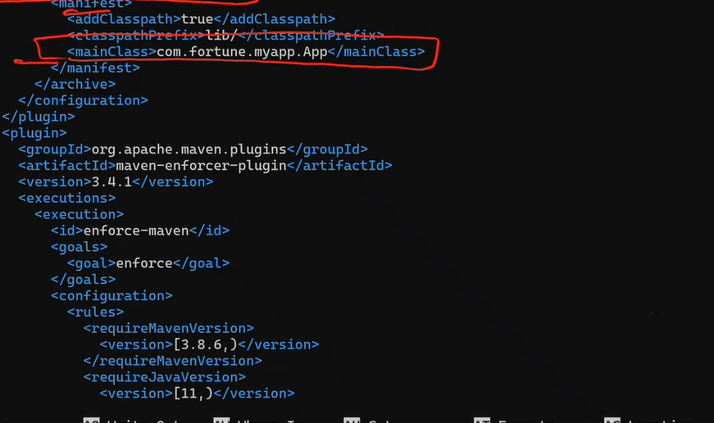 <manifest>
<addClasspath>true</addClasspath>
<classpathPrefix>lib/</classpathPrefix>
<mainClass>com.fortune.myapp.App</mainClass>
</manifest>
</archive>
</configuration>
</plugin>
<plugin>
<groupId>org.apache.maven.plugins</groupId>
<artifactId>maven-enforcer-plugin</artifactId>
<version>3.4.1</version>
<executions>
<execution>
<id>enforce-maven</id>
<goals>
<goal>enforce</goal>
</goals>
<configuration>
<rules>
<requireMavenVersion>
<version>[3.8.6,)</version>
</requireMavenVersion>
<requireJavaVersion>
<version>[11,)</version>